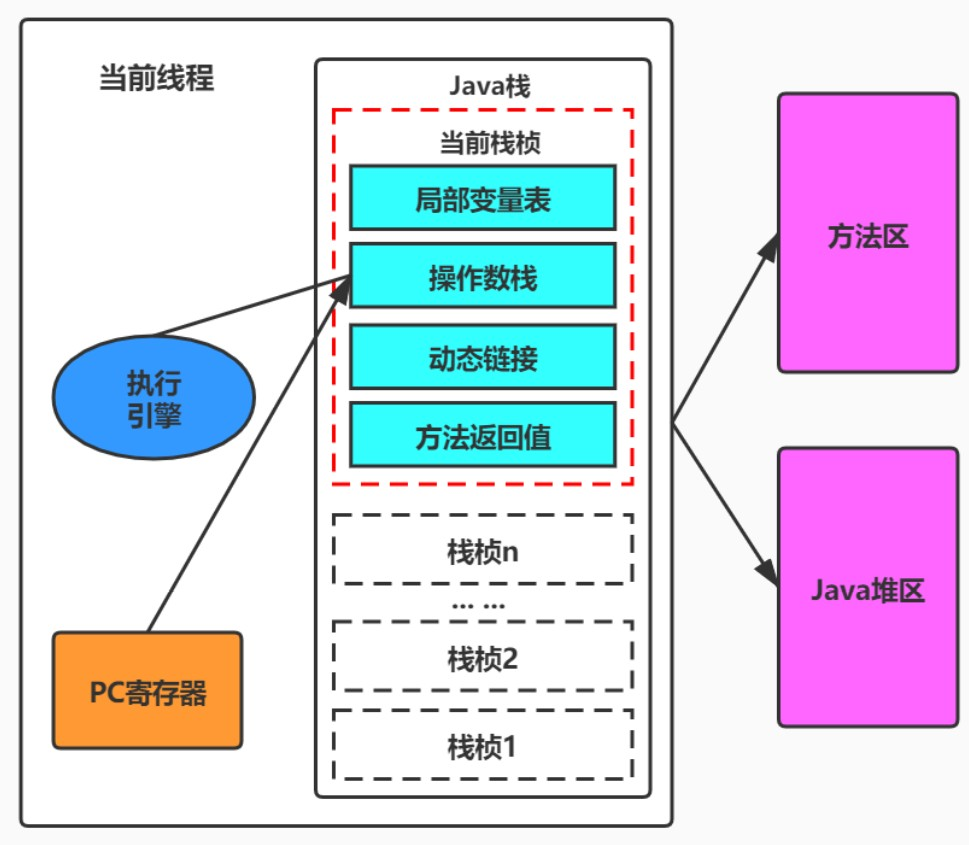 当前线程
Java栈
当前栈桢
局部变量表
操作数栈
动态链接
方法返回值
栈桢n
... ...
栈桢2
栈桢1
执行
引擎
PC寄存器
方法区
Java堆区